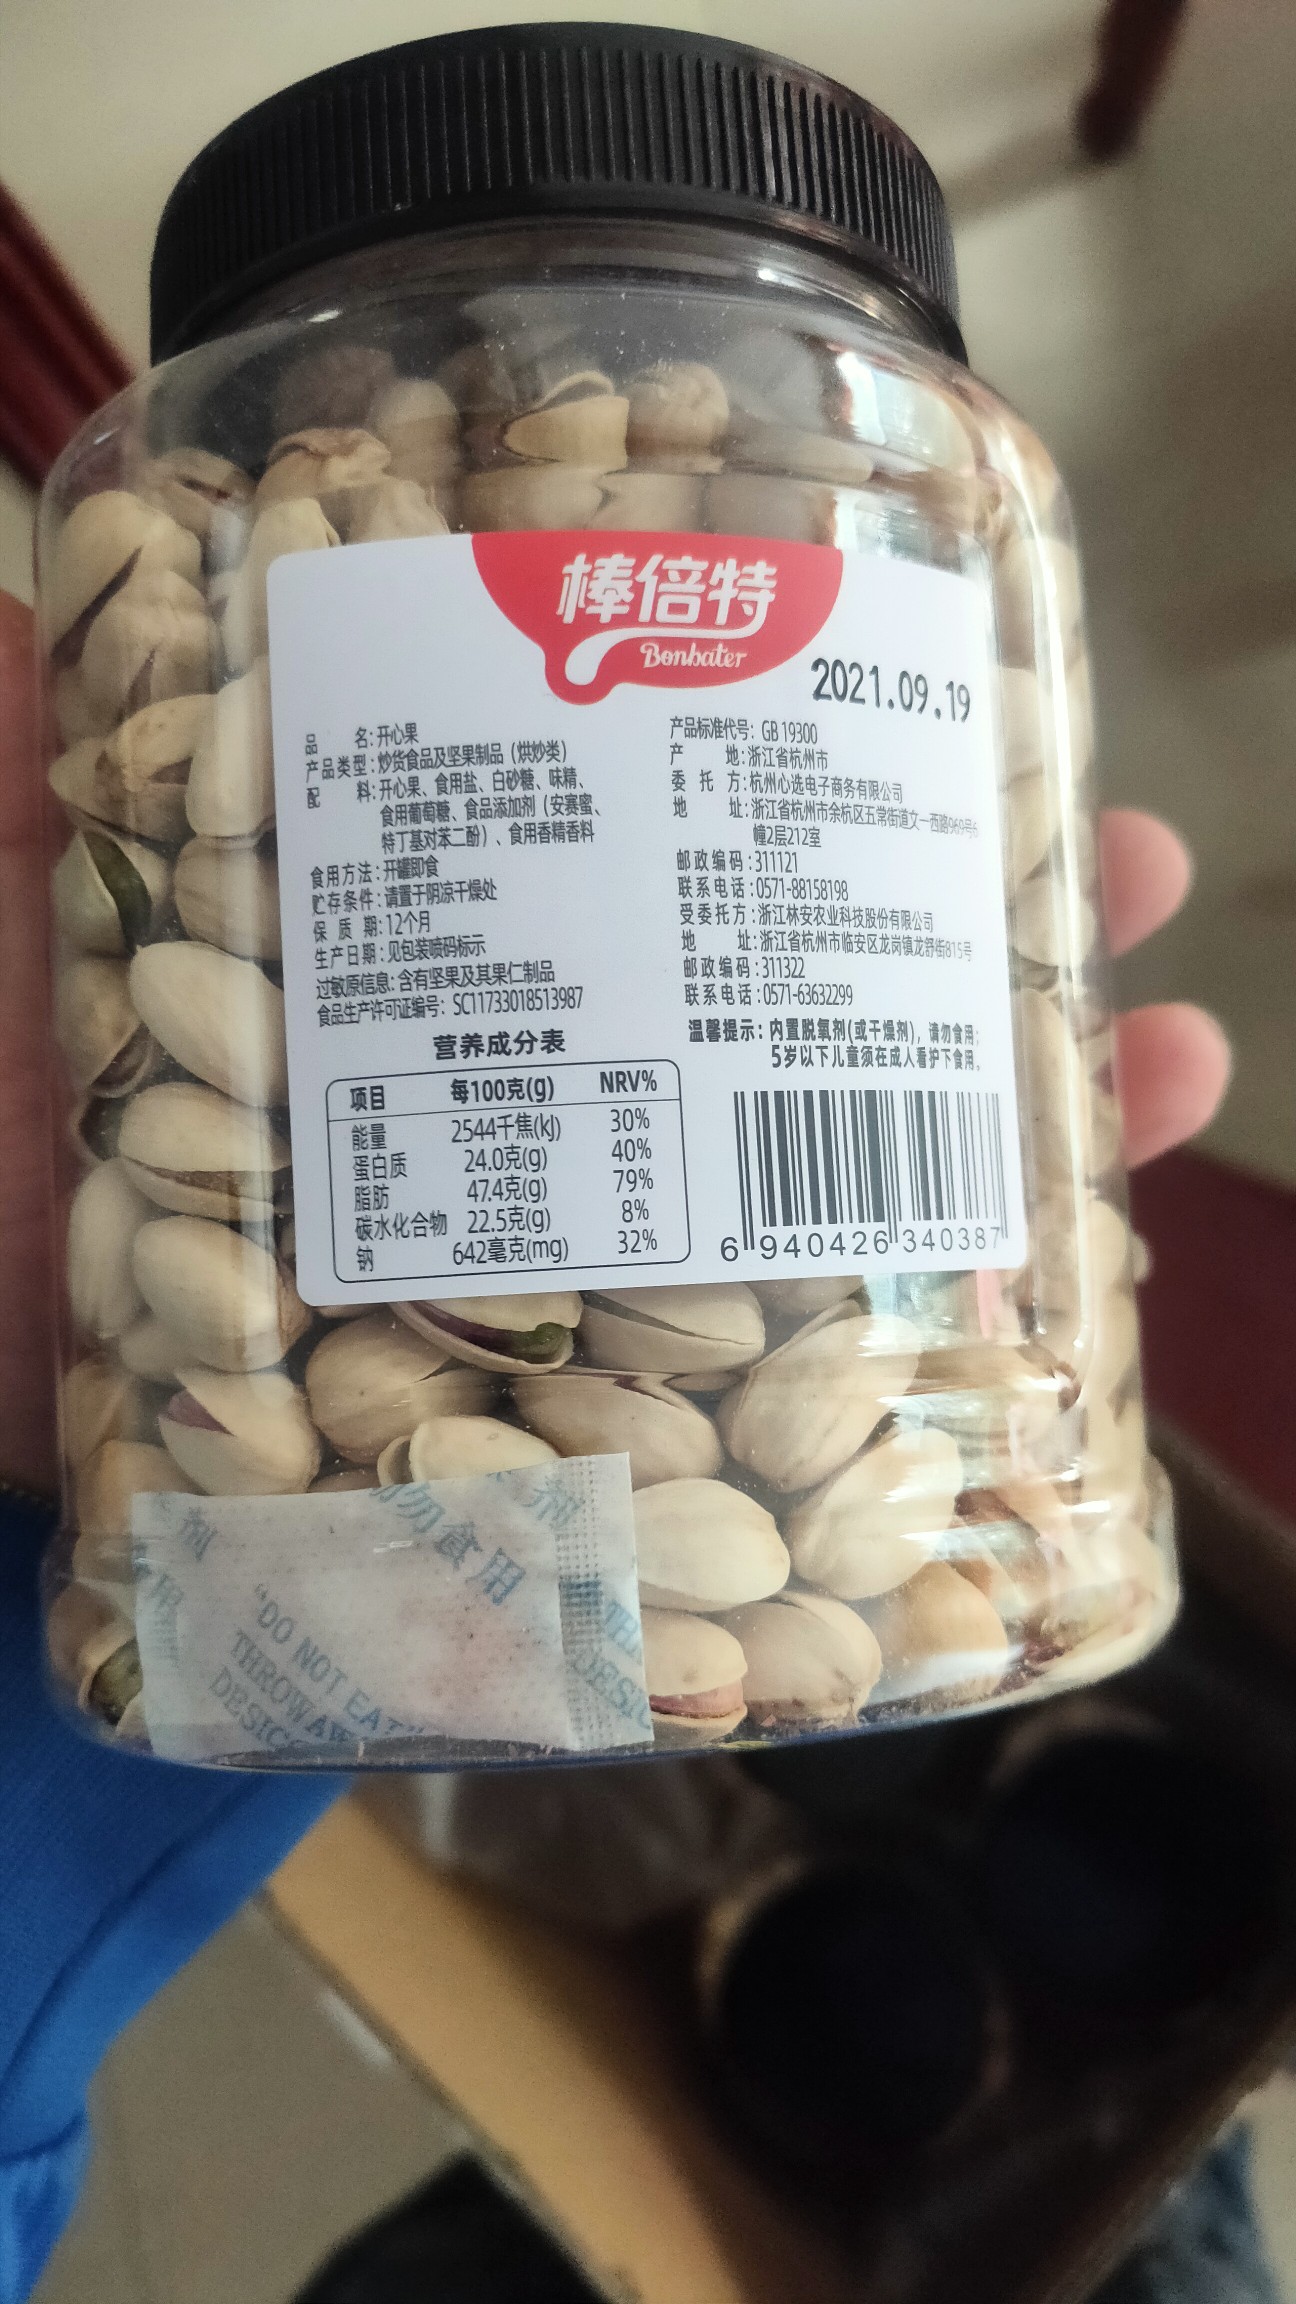 棒倍特
Bonbater
2021.09.19
品名：开心果
产品类型：炒货食品及坚果制品（烘炒类）
配料：开心果、食用盐、白砂糖、味精、
食用葡萄糖、食品添加剂（安赛蜜、
特丁基对苯二酚）、食用香精香料
食用方法：开罐即食
贮存条件：请置于阴凉干燥处
保质期：12个月
生产日期：见包装喷码标示
过敏原信息：含有坚果及其果仁制品
食品生产许可证编号：SC11733018513987
产品标准代号：GB 19300
产地：浙江省杭州市
委托方：杭州心选电子商务有限公司
地址：浙江省杭州市余杭区五常街道文一西路969号6
幢2层212室
邮政编码：311121
联系电话：0571-88158198
受委托方：浙江林安农业科技股份有限公司
地址：浙江省杭州市临安区龙岗镇龙舒街815号
邮政编码：311322
联系电话：0571-63632299
温馨提示：内置脱氧剂(或干燥剂)，请勿食用；
5岁以下儿童须在成人看护下食用。
营养成分表
项目 每100克(g) NRV%
能量 2544千焦(kJ) 30%
蛋白质 24.0克(g) 40%
脂肪 47.4克(g) 79%
碳水化合物 22.5克(g) 8%
钠 642毫克(mg) 32%
6 940426 340387
剂
勿食用
剂
"DO NOT EAT"
THROW AW
DESIC
DESIC